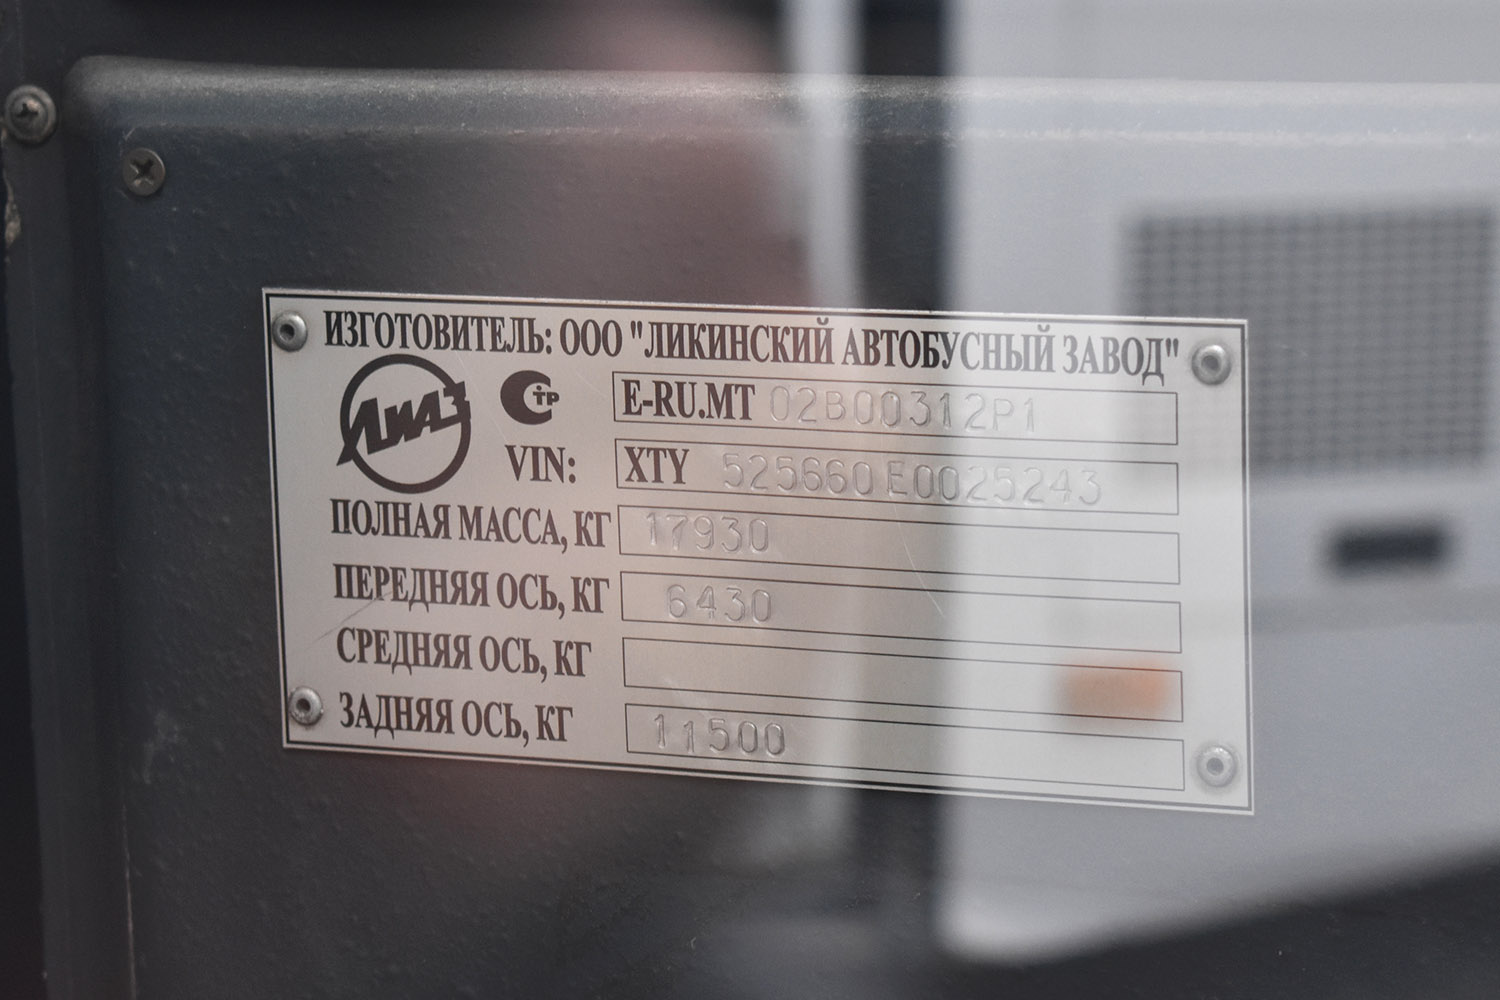 ИЗГОТОВИТЕЛЬ: ООО "ЛИКИНСКИЙ АВТОБУСНЫЙ ЗАВОД"
ЛиАЗ
СТР
E-RU.MT 02B00312P1
VIN: XTY 525660E0025243
ПОЛНАЯ МАССА, КГ 17930
ПЕРЕДНЯЯ ОСЬ, КГ 6430
СРЕДНЯЯ ОСЬ, КГ
ЗАДНЯЯ ОСЬ, КГ 11500